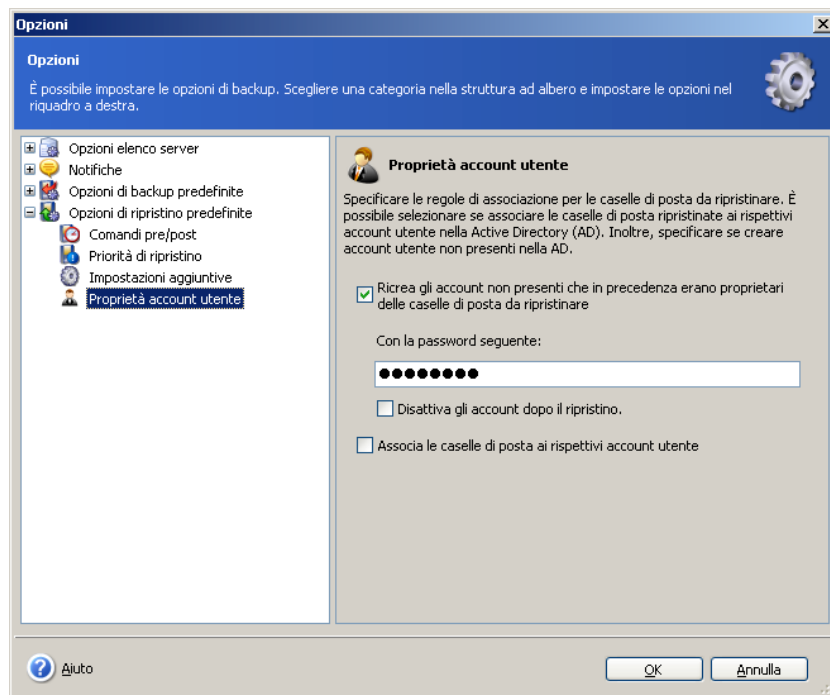 Opzioni
Opzioni
È possibile impostare le opzioni di backup. Scegliere una categoria nella struttura ad albero e impostare le opzioni nel
riquadro a destra.
Opzioni elenco server
Notifiche
Opzioni di backup predefinite
Opzioni di ripristino predefinite
Comandi pre/post
Priorità di ripristino
Impostazioni aggiuntive
Proprietà account utente
Proprietà account utente
Specificare le regole di associazione per le caselle di posta da ripristinare. È
possibile selezionare se associare le caselle di posta ripristinate ai rispettivi
account utente nella Active Directory (AD). Inoltre, specificare se creare
account utente non presenti nella AD.
Ricrea gli account non presenti che in precedenza erano proprietari
delle caselle di posta da ripristinare
Con la password seguente:
●●●●●●●●
Disattiva gli account dopo il ripristino.
Associa le caselle di posta ai rispettivi account utente
Aiuto
OK
Annulla